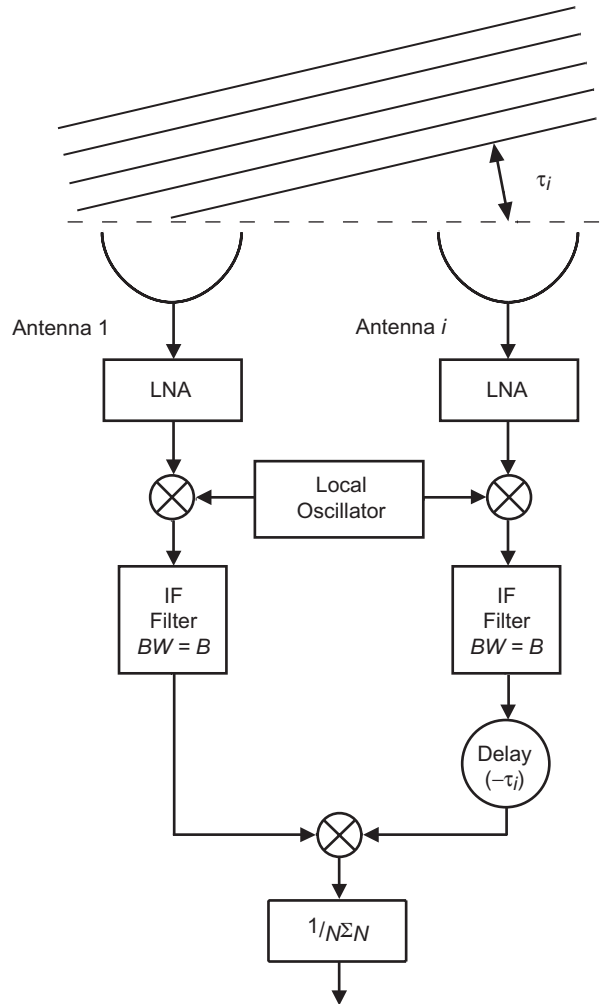 τi
Antenna 1
Antenna i
LNA
LNA
Local
Oscillator
IF
Filter
BW = B
IF
Filter
BW = B
Delay
(−τi)
1/NΣN